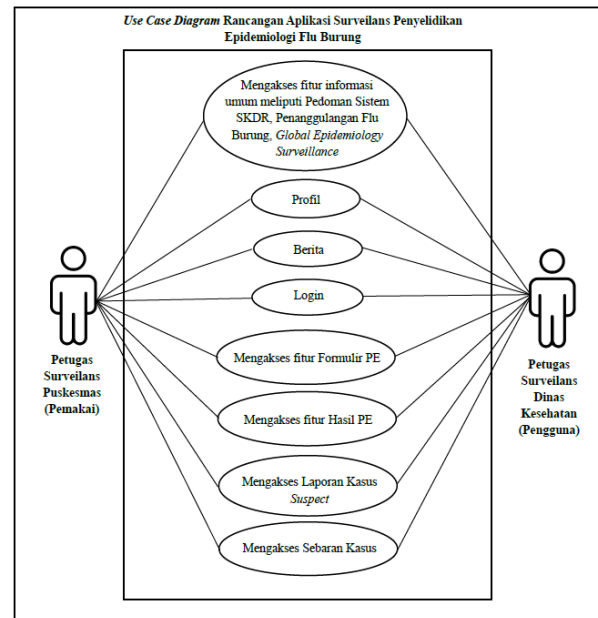 Use Case Diagram Rancangan Aplikasi Surveilans Penyelidikan
Epidemiologi Flu Burung
Mengakses fitur informasi
umum meliputi Pedoman Sistem
SKDR, Penanggulangan Flu
Burung, Global Epidemiology
Surveillance
Profil
Berita
Login
Mengakses fitur Formulir PE
Mengakses fitur Hasil PE
Mengakses Laporan Kasus
Suspect
Mengakses Sebaran Kasus
Petugas
Surveilans
Puskesmas
(Pemakai)
Petugas
Surveilans
Dinas
Kesehatan
(Pengguna)